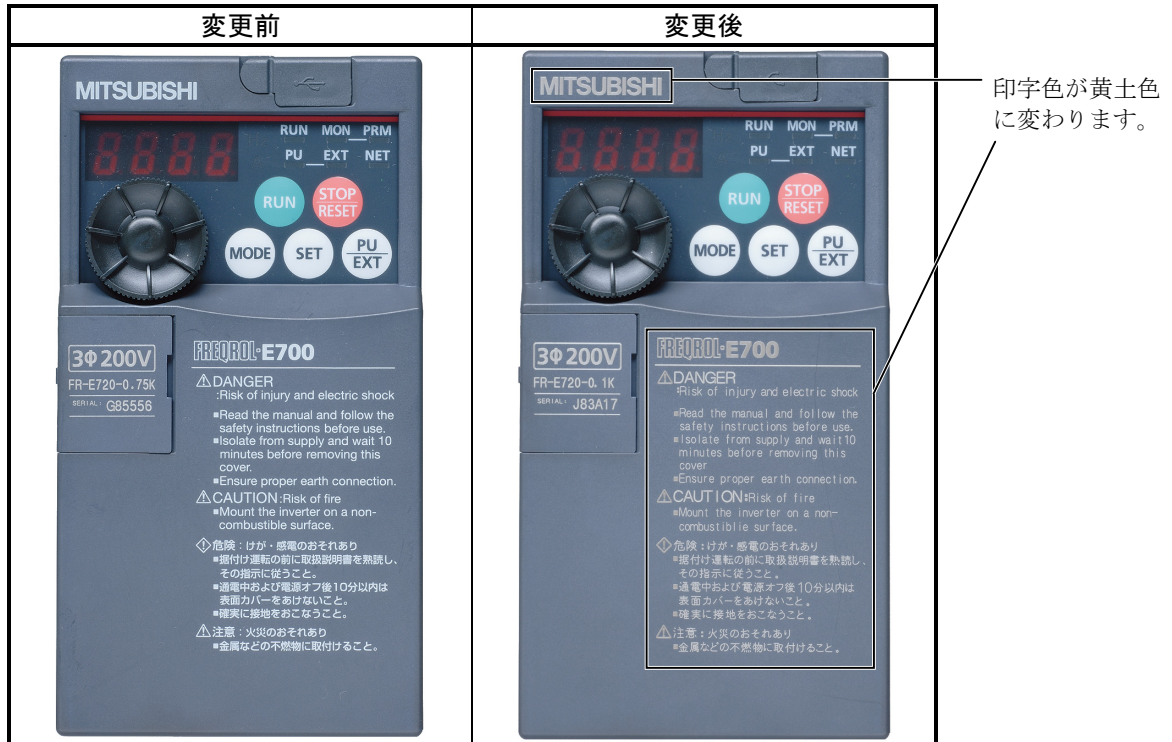 変更前
変更後
MITSUBISHI
8888
RUN MON PRM
PU EXT NET
RUN
STOP
RESET
MODE
SET
PU
EXT
3Φ200V
FR-E720-0.75K
SERIAL: G85556
FREQROL-E700
⚠DANGER
:Risk of injury and electric shock
■Read the manual and follow the
safety instructions before use.
■Isolate from supply and wait 10
minutes before removing this
cover.
■Ensure proper earth connection.
⚠CAUTION :Risk of fire
■Mount the inverter on a non-
combustible surface.
危険：けが・感電のおそれあり
■据付け運転の前に取扱説明書を熟読し、
その指示に従うこと。
■通電中および電源オフ後10分以内は
表面カバーをあけないこと。
■確実に接地をおこなうこと。
⚠注意：火災のおそれあり
■金属などの不燃物に取付けること。
MITSUBISHI
8888
RUN MON PRM
PU EXT NET
RUN
STOP
RESET
MODE
SET
PU
EXT
3Φ200V
FR-E720-0.1K
SERIAL: J83A17
FREQROL-E700
⚠DANGER
:Risk of injury and electric shock
■Read the manual and follow the
safety instructions before use.
■Isolate from supply and wait10
minutes before removing this
cover
■Ensure proper earth connection.
⚠CAUTION:Risk of fire
■Mount the inverter on a non-
combustiblie surface.
危険：けが・感電のおそれあり
■据付け運転の前に取扱説明書を熟読し、
その指示に従うこと。
■通電中および電源オフ後10分以内は
表面カバーをあけないこと。
■確実に接地をおこなうこと。
⚠注意：火災のおそれあり
■金属などの不燃物に取付けること。
印字色が黄土色
に変わります。